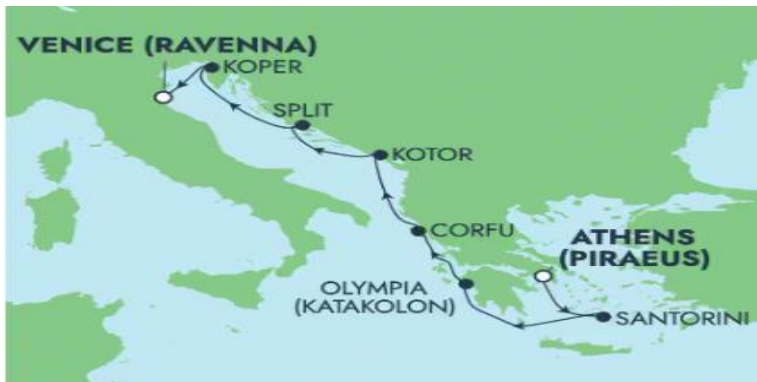 VENICE (RAVENNA)
KOPER
SPLIT
KOTOR
CORFU
ATHENS
(PIRAEUS)
OLYMPIA
(KATAKOLON)
SANTORINI